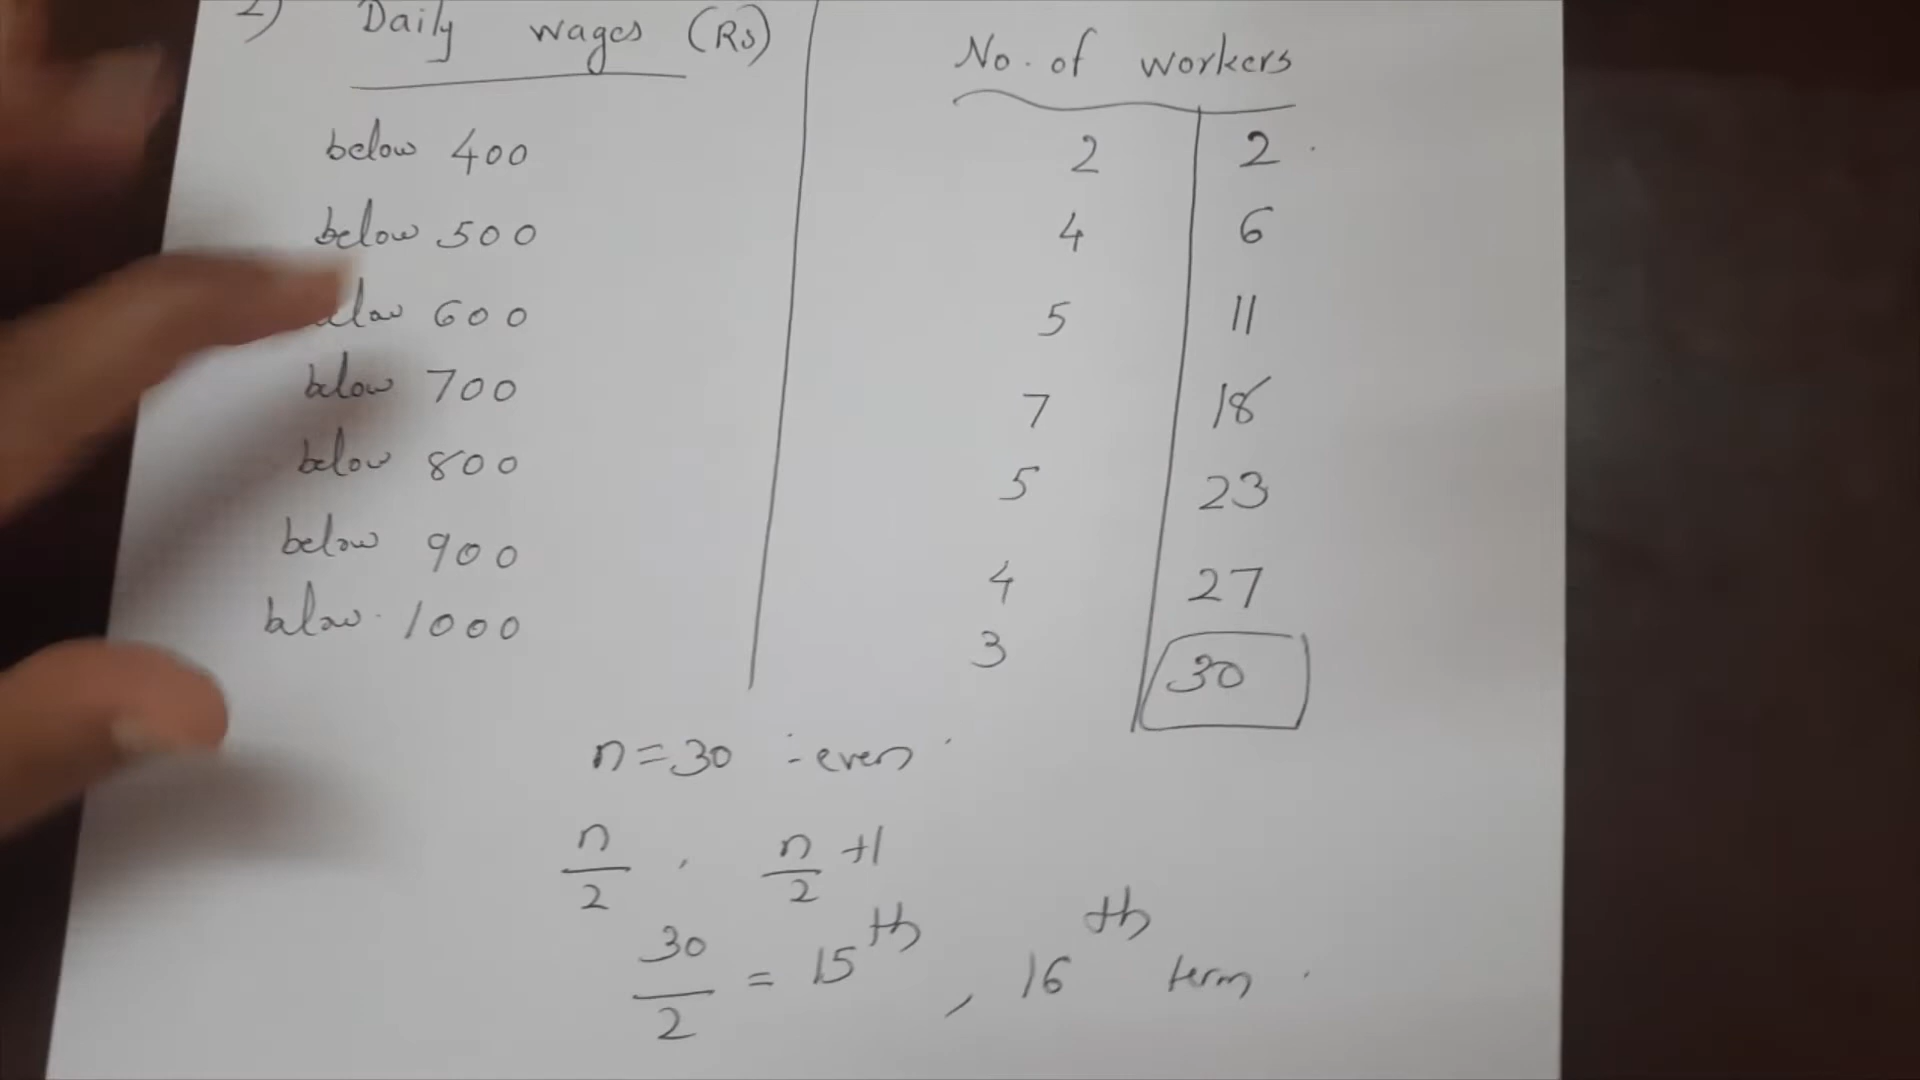 2) Daily wages (Rs) No. of workers
below 400 2 2
below 500 4 6
600 5 11
below 700 7 18
below 800 5 23
below 900 4 27
below 1000 3 30
n=30 :- even
n/2 , n/2 +1
30/2 = 15th , 16th term .